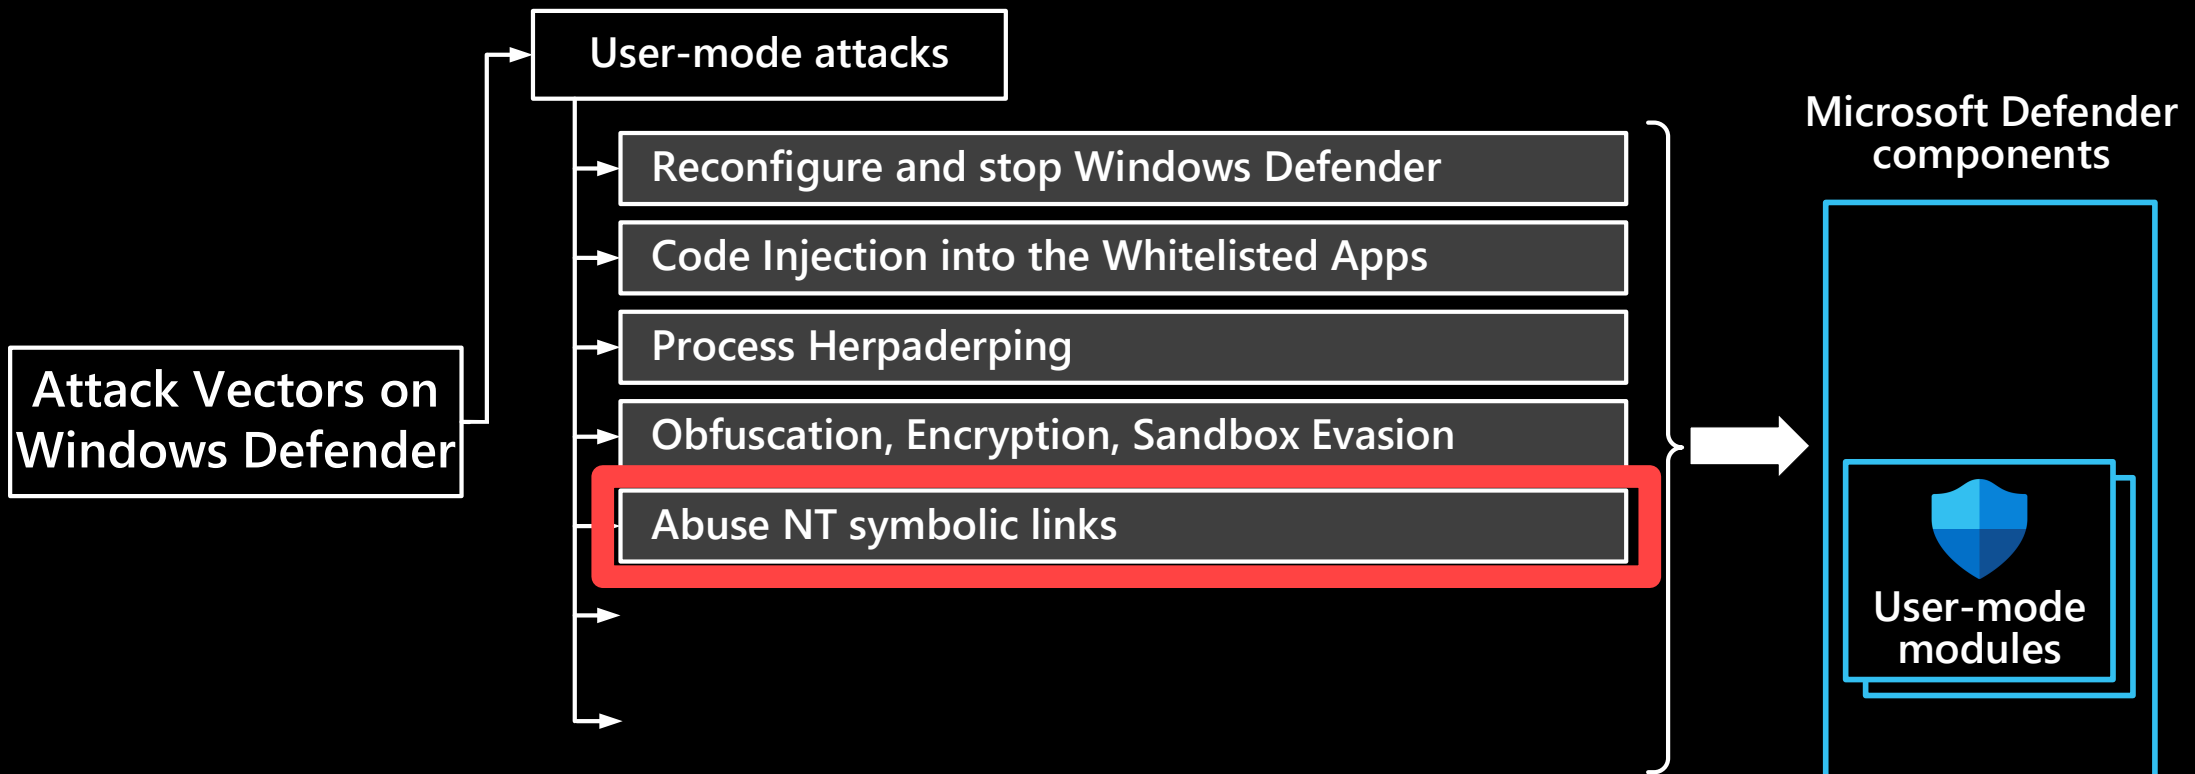 User-mode attacks
Reconfigure and stop Windows Defender
Code Injection into the Whitelisted Apps
Process Herpaderping
Obfuscation, Encryption, Sandbox Evasion
Abuse NT symbolic links
Attack Vectors on
Windows Defender
Microsoft Defender
components
User-mode
modules